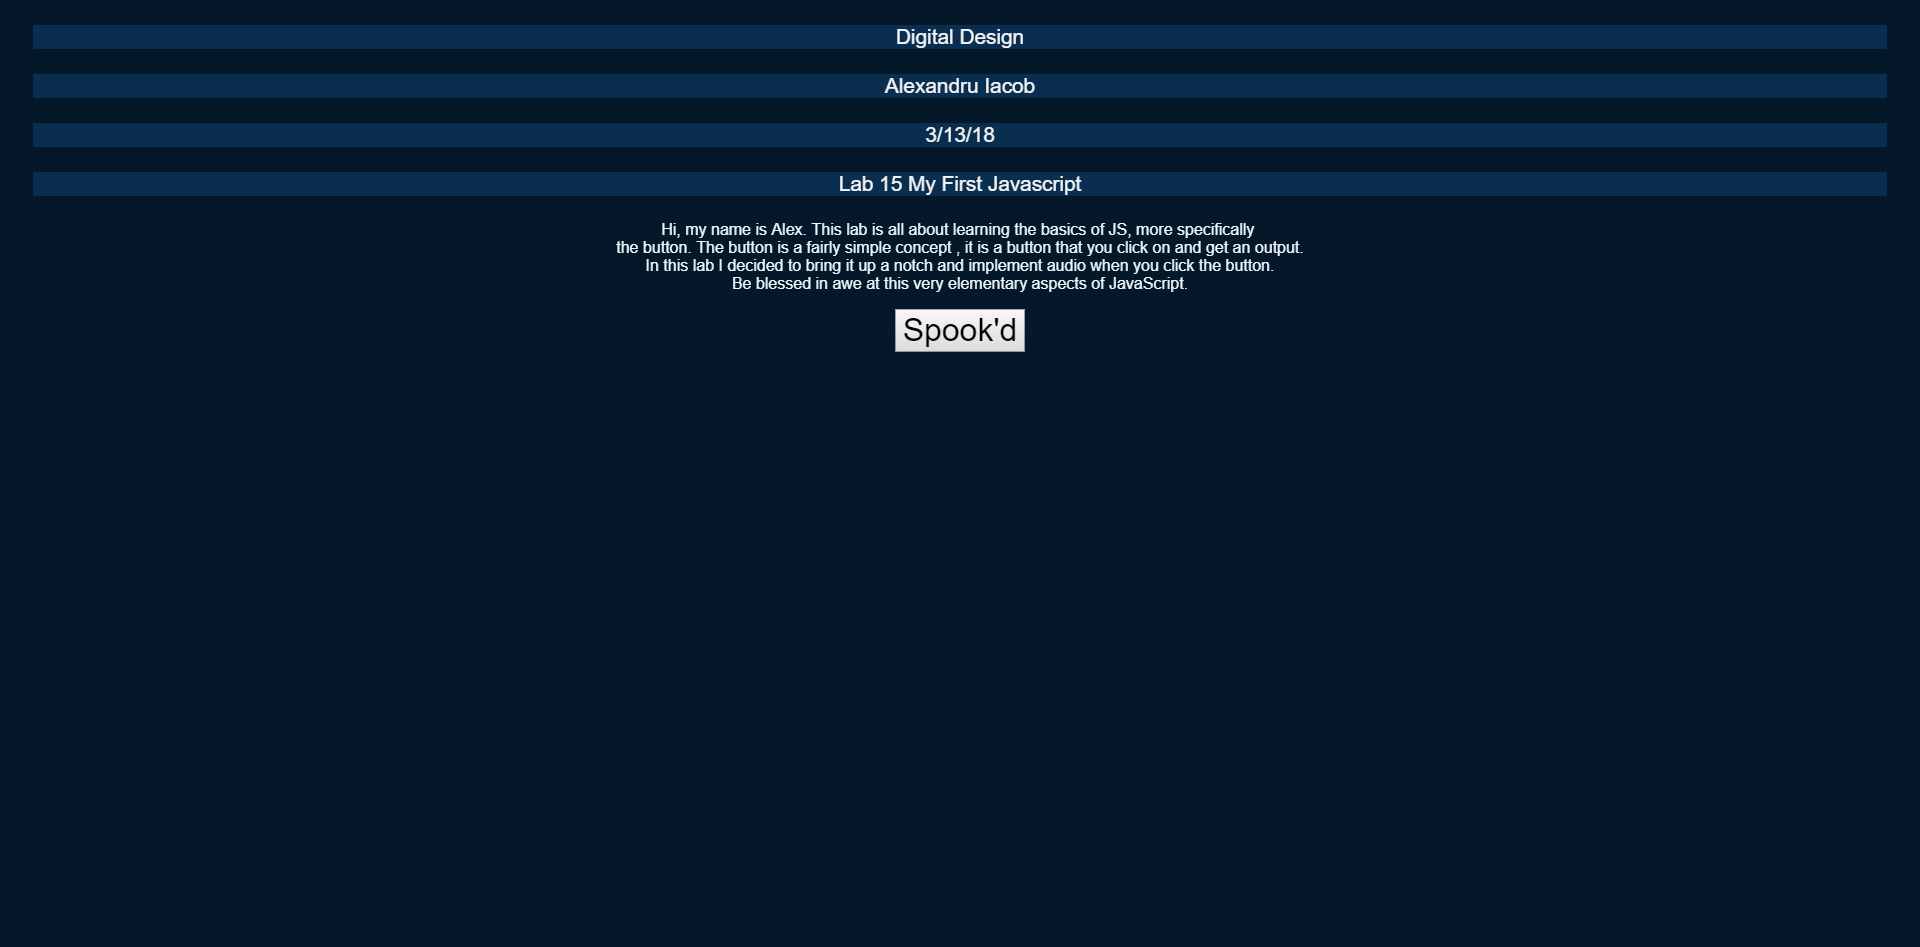 Digital Design
Alexandru Iacob
3/13/18
Lab 15 My First Javascript
Hi, my name is Alex. This lab is all about learning the basics of JS, more specifically
the button. The button is a fairly simple concept , it is a button that you click on and get an output.
In this lab I decided to bring it up a notch and implement audio when you click the button.
Be blessed in awe at this very elementary aspects of JavaScript.
Spook'd